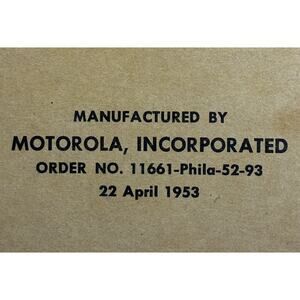 MANUFACTURED BY
MOTOROLA, INCORPORATED
ORDER NO. 11661-Phila-52-93
22 April 1953